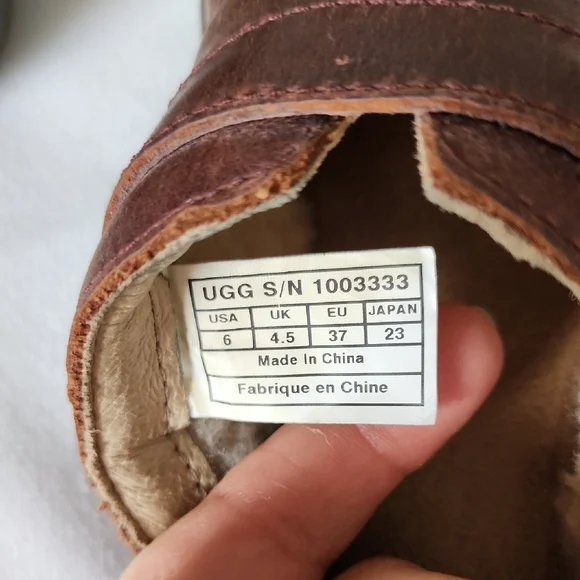 UGG S/N 1003333
USA UK EU JAPAN
6 4.5 37 23
Made In China
Fabrique en Chine